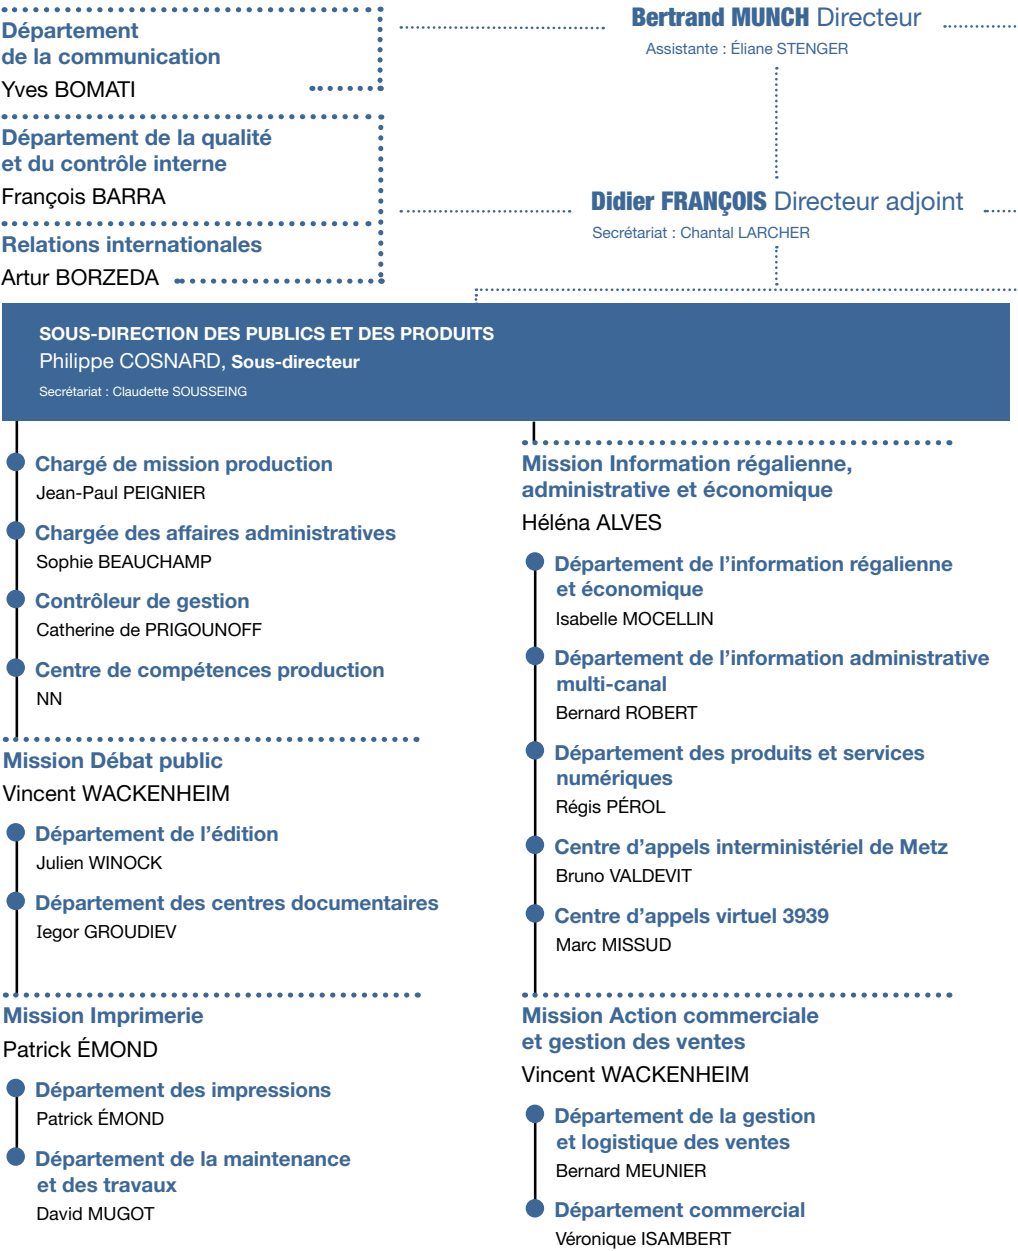 Département
de la communication
Yves BOMATI
Département de la qualité
et du contrôle interne
François BARRA
Relations internationales
Artur BORZEDA
Bertrand MUNCH Directeur
Assistante : Éliane STENGER
Didier FRANÇOIS Directeur adjoint
Secrétariat : Chantal LARCHER
SOUS-DIRECTION DES PUBLICS ET DES PRODUITS
Philippe COSNARD, Sous-directeur
Secrétariat : Claudette SOUSSEING
Chargé de mission production
Jean-Paul PEIGNIER
Chargée des affaires administratives
Sophie BEAUCHAMP
Contrôleur de gestion
Catherine de PRIGOUNOFF
Centre de compétences production
NN
Mission Débat public
Vincent WACKENHEIM
Département de l’édition
Julien WINOCK
Département des centres documentaires
Iegor GROUDIEV
Mission Imprimerie
Patrick ÉMOND
Département des impressions
Patrick ÉMOND
Département de la maintenance
et des travaux
David MUGOT
Mission Information régalienne,
administrative et économique
Héléna ALVES
Département de l’information régalienne
et économique
Isabelle MOCELLIN
Département de l’information administrative
multi-canal
Bernard ROBERT
Département des produits et services
numériques
Régis PÉROL
Centre d’appels interministériel de Metz
Bruno VALDEVIT
Centre d’appels virtuel 3939
Marc MISSUD
Mission Action commerciale
et gestion des ventes
Vincent WACKENHEIM
Département de la gestion
et logistique des ventes
Bernard MEUNIER
Département commercial
Véronique ISAMBERT